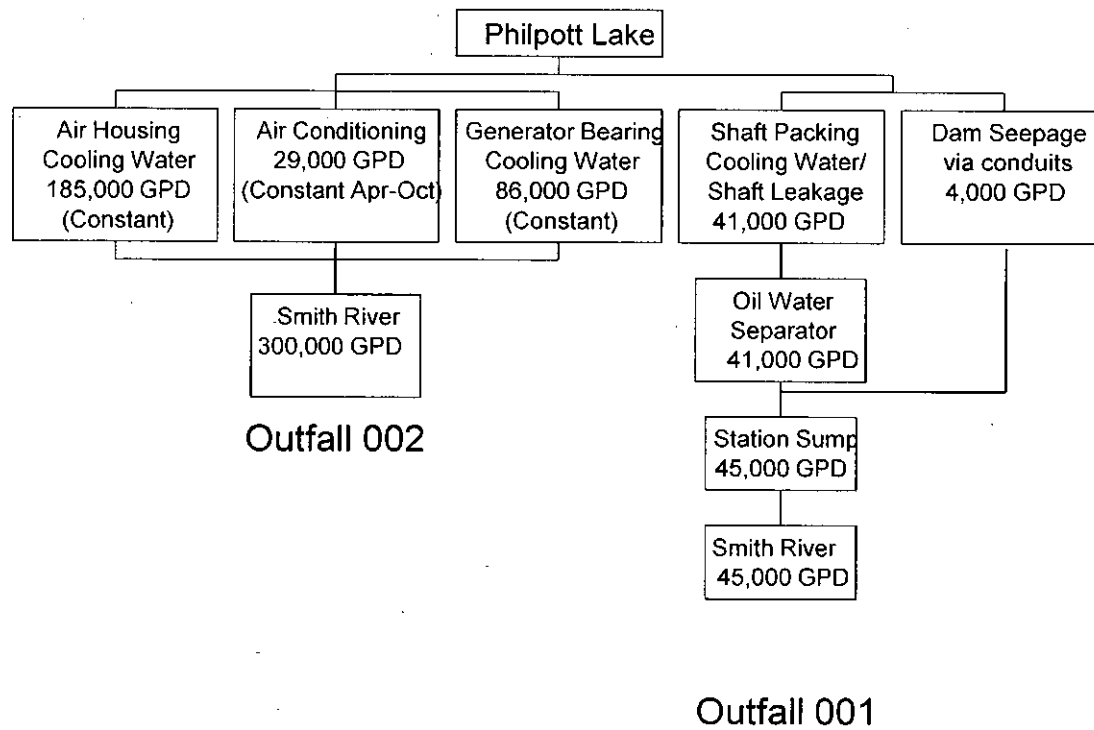 Philpott Lake
Air Housing
Cooling Water
185,000 GPD
(Constant)
Air Conditioning
29,000 GPD
(Constant Apr-Oct)
Generator Bearing
Cooling Water
86,000 GPD
(Constant)
Shaft Packing
Cooling Water/
Shaft Leakage
41,000 GPD
Dam Seepage
via conduits
4,000 GPD
Smith River
300,000 GPD
Outfall 002
Oil Water
Separator
41,000 GPD
Station Sump
45,000 GPD
Smith River
45,000 GPD
Outfall 001